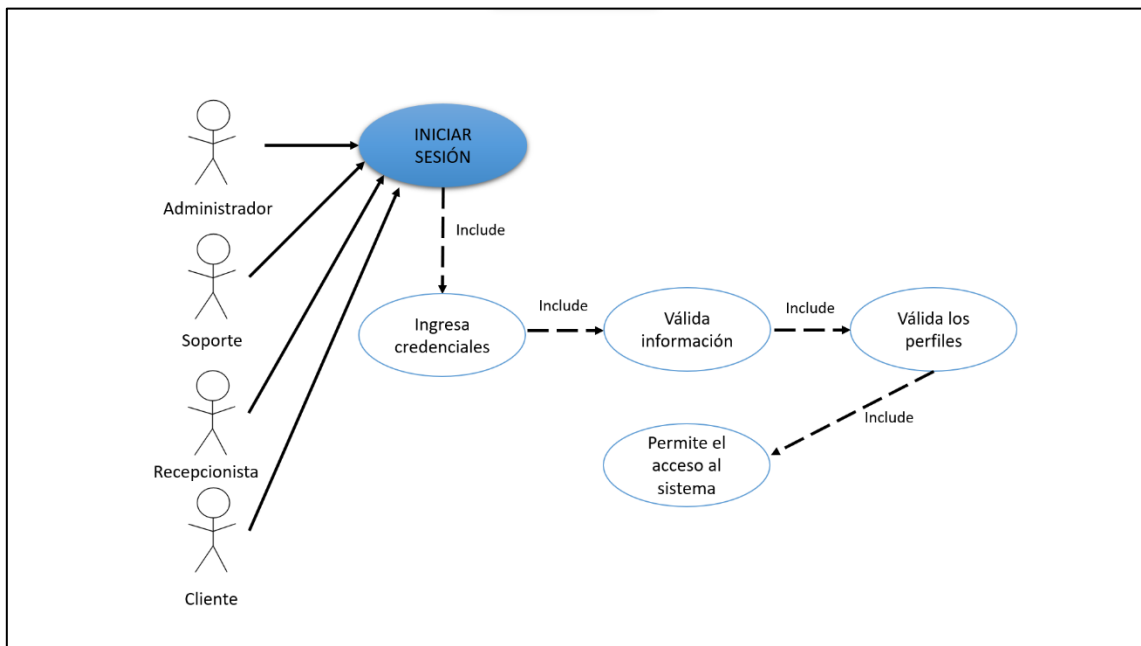 INICIAR
SESIÓN
Administrador
Include
Soporte
Ingresa
credenciales
Include
Válida
información
Include
Válida los
perfiles
Include
Recepcionista
Permite el
acceso al
sistema
Cliente